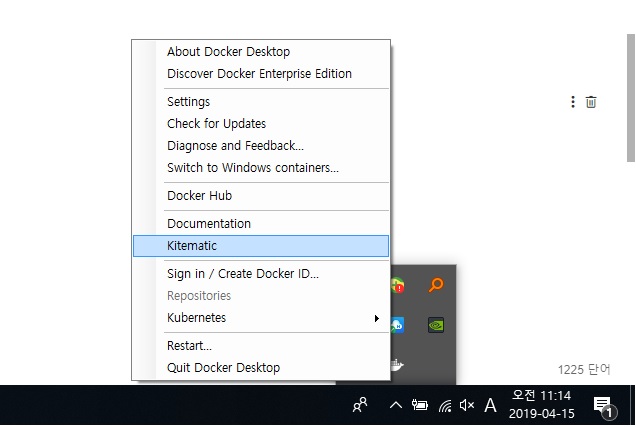 About Docker Desktop
Discover Docker Enterprise Edition
Settings
Check for Updates
Diagnose and Feedback...
Switch to Windows containers...
Docker Hub
Documentation
Kitematic
Sign in / Create Docker ID...
Repositories
Kubernetes
Restart...
Quit Docker Desktop
1225 단어
A
오전 11:14
2019-04-15
1